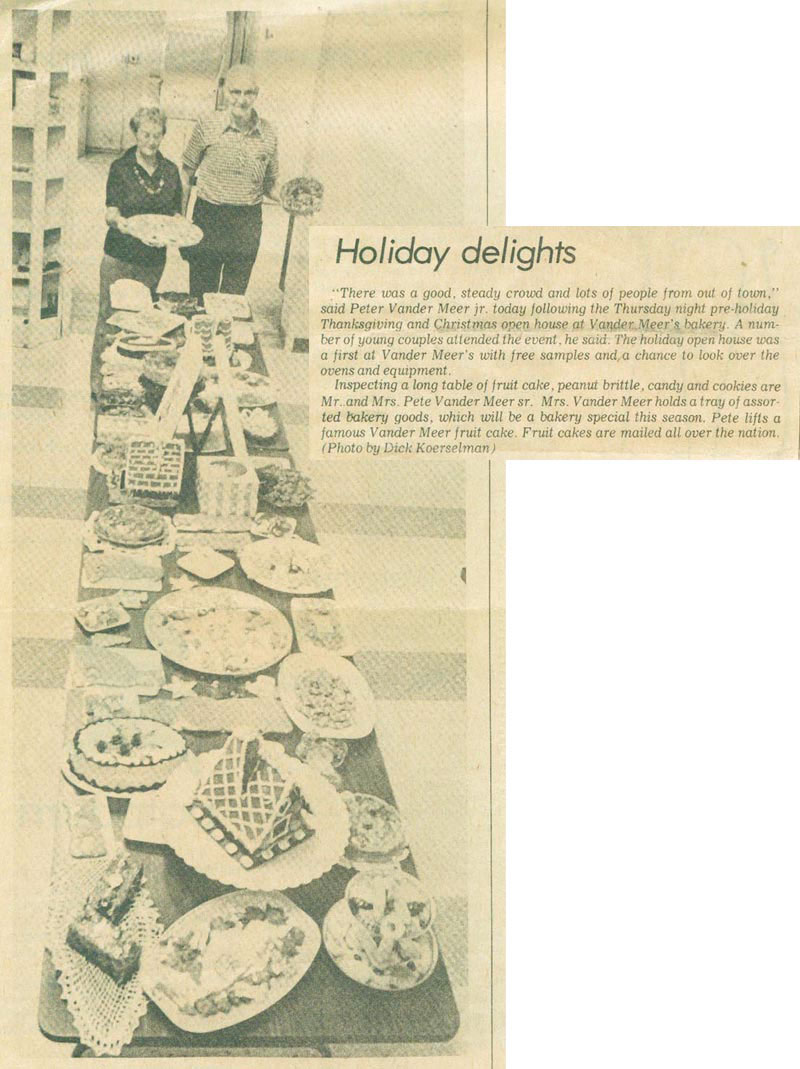 Holiday delights
"There was a good, steady crowd and lots of people from out of town,"
said Peter Vander Meer jr. today following the Thursday night pre-holiday
Thanksgiving and Christmas open house at Vander Meer's bakery. A num-
ber of young couples attended the event, he said. The holiday open house was
a first at Vander Meer's with free samples and a chance to look over the
ovens and equipment.
Inspecting a long table of fruit cake, peanut brittle, candy and cookies are
Mr. and Mrs. Pete Vander Meer sr. Mrs. Vander Meer holds a tray of assor-
ted bakery goods, which will be a bakery special this season. Pete lifts a
famous Vander Meer fruit cake. Fruit cakes are mailed all over the nation.
(Photo by Dick Koerselman)